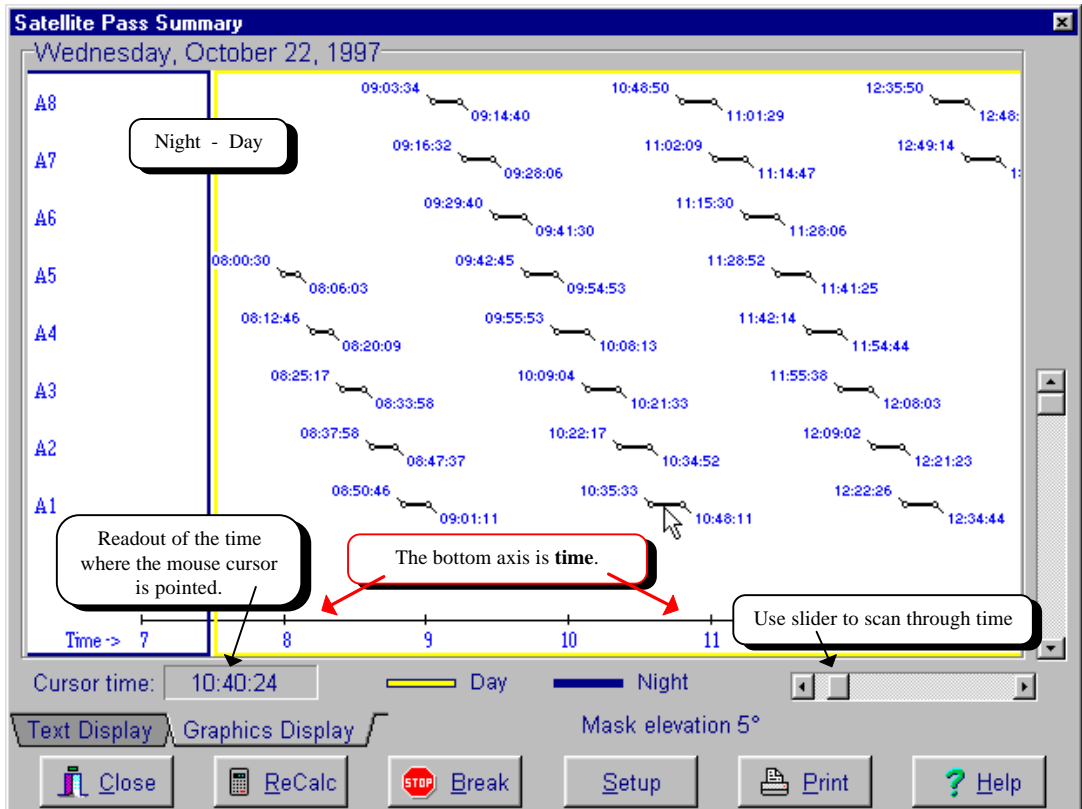 Satellite Pass Summary
Wednesday, October 22, 1997
A8 09:03:34 09:14:40 10:48:50 11:01:29 12:35:50 12:48:
Night - Day
A7 09:16:32 09:28:06 11:02:09 11:14:47 12:49:14 1:
A6 09:29:40 09:41:30 11:15:30 11:28:06
A5 08:00:30 08:06:03 09:42:45 09:54:53 11:28:52 11:41:25
A4 08:12:46 08:20:09 09:55:53 10:08:13 11:42:14 11:54:44
A3 08:25:17 08:33:58 10:09:04 10:21:33 11:55:38 12:08:03
A2 08:37:58 08:47:37 10:22:17 10:34:52 12:09:02 12:21:23
A1 08:50:46 09:01:11 10:35:33 10:48:11 12:22:26 12:34:44
Readout of the time
where the mouse cursor
is pointed.
The bottom axis is time.
Use slider to scan through time
Time -> 7 8 9 10 11
Cursor time: 10:40:24 Day Night
Text Display Graphics Display Mask elevation 5°
Close ReCalc STOP Break Setup Print ? Help